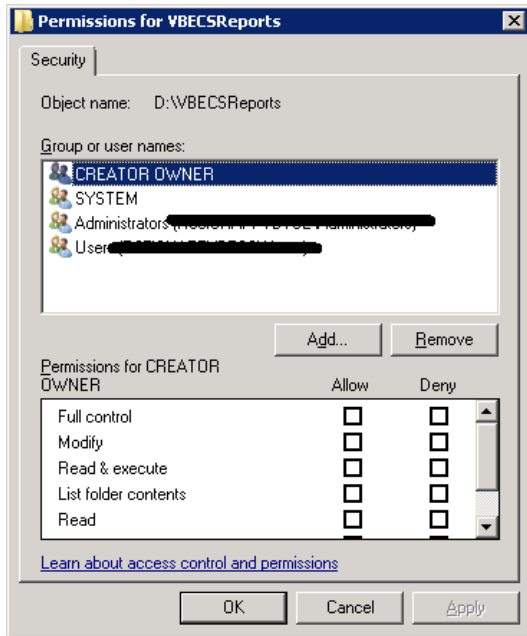 Permissions for VBECSReports
Security
Object name: D:\VBECSReports
Group or user names:
CREATOR OWNER
SYSTEM
Administrators
Users
Add... Remove
Permissions for CREATOR
OWNER Allow Deny
Full control
Modify
Read & execute
List folder contents
Read
Learn about access control and permissions
OK Cancel Apply